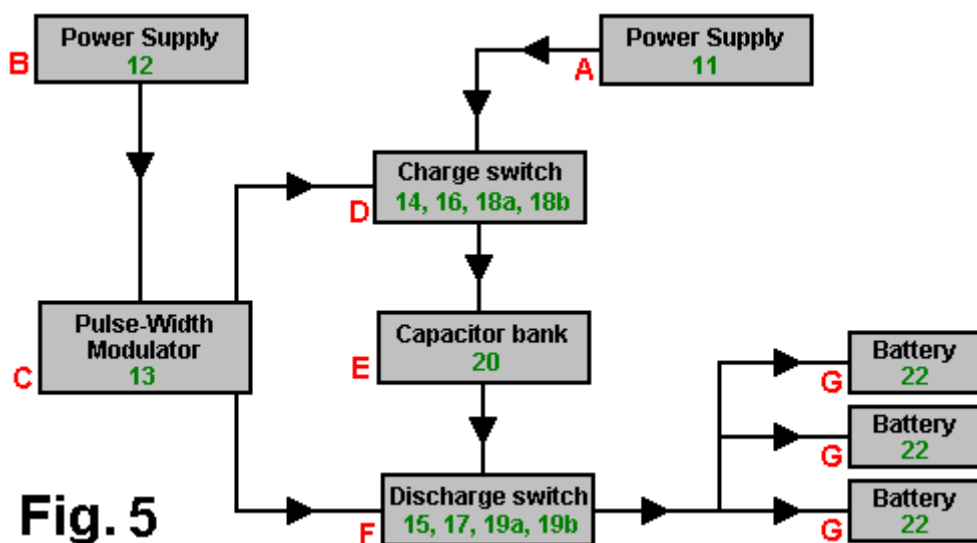 B
Power Supply
12
A
Power Supply
11
D
Charge switch
14, 16, 18a, 18b
C
Pulse-Width
Modulator
13
E
Capacitor bank
20
G
Battery
22
G
Battery
22
G
Battery
22
F
Discharge switch
15, 17, 19a, 19b
Fig. 5